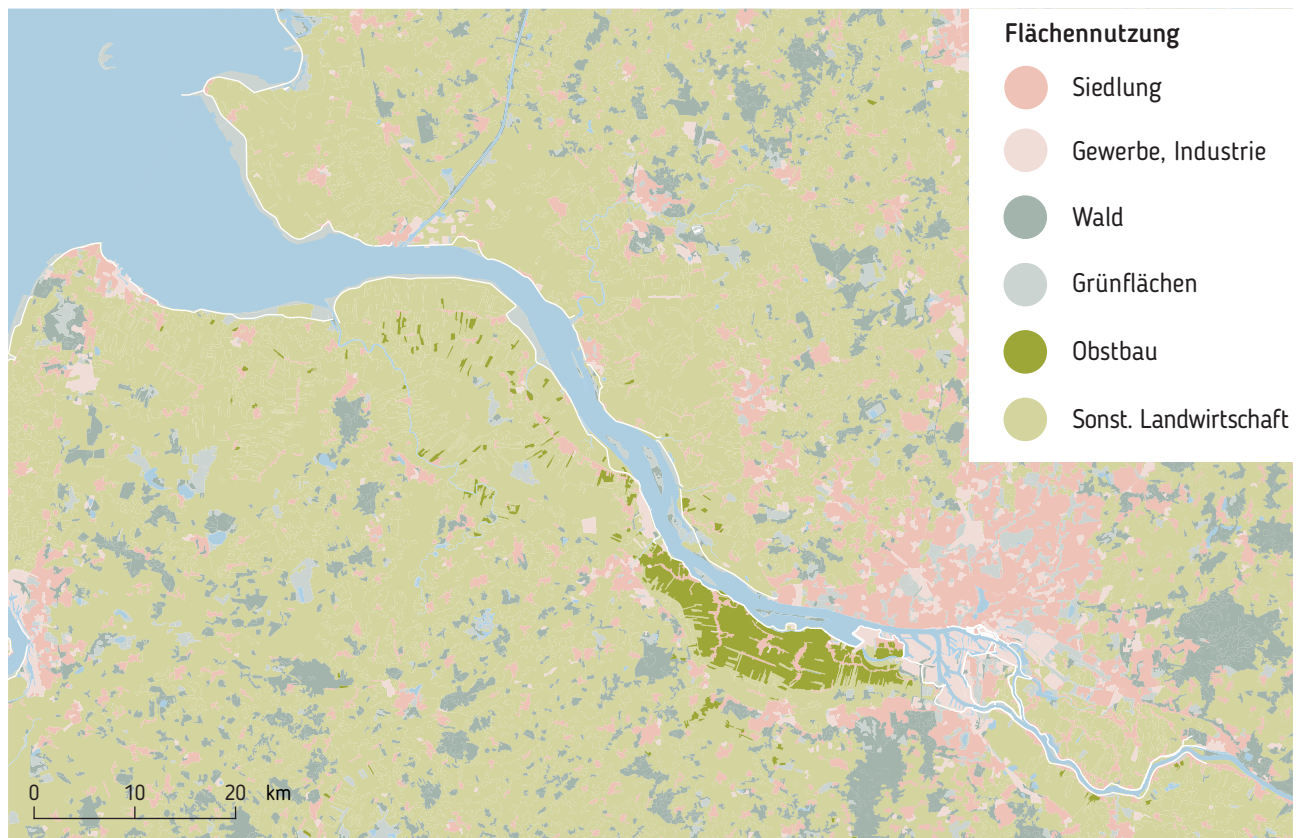 Flächennutzung
Siedlung
Gewerbe, Industrie
Wald
Grünflächen
Obstbau
Sonst. Landwirtschaft
0 10 20 km